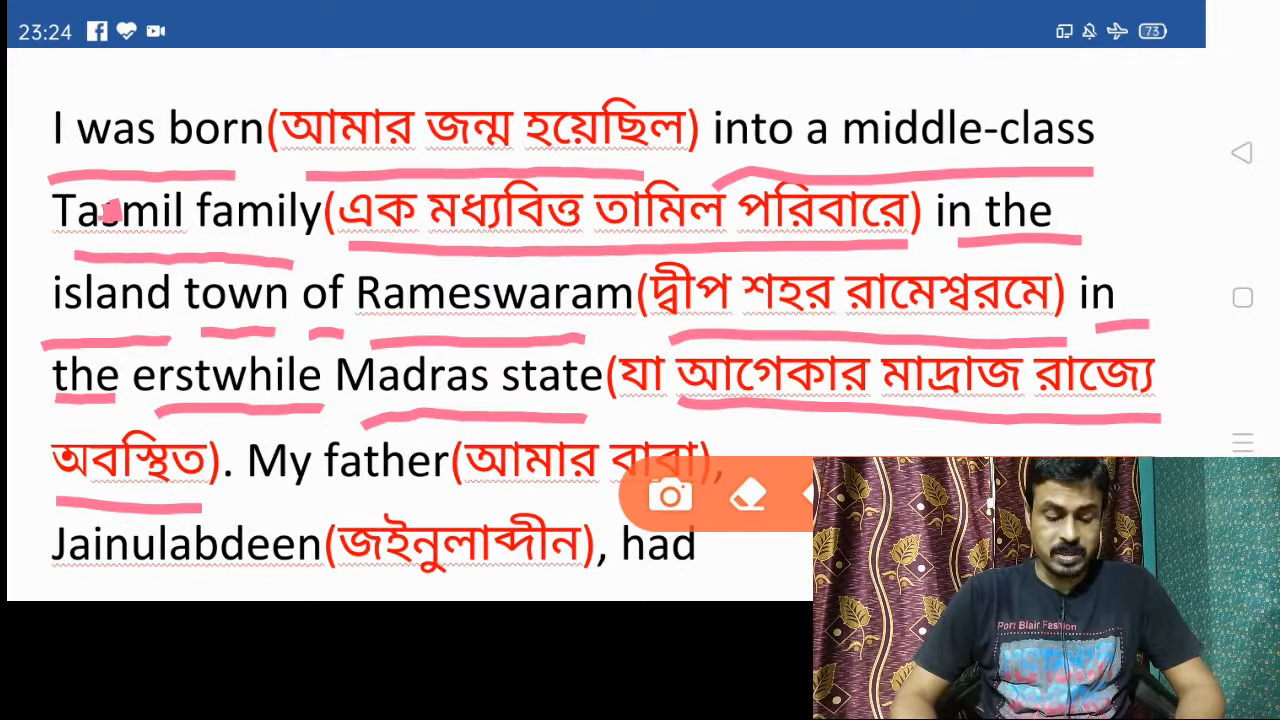 23:24
73
I was born(আমার জন্ম হয়েছিল) into a middle-class
Tasmil family(এক মধ্যবিত্ত তামিল পরিবারে) in the
island town of Rameswaram(দ্বীপ শহর রামেশ্বরমে) in
the erstwhile Madras state(যা আগেকার মাদ্রাজ রাজ্যে
অবস্থিত). My father(আমার বাবা),
Jainulabdeen(জইনুলাব্দীন), had
Port Blair Fashion